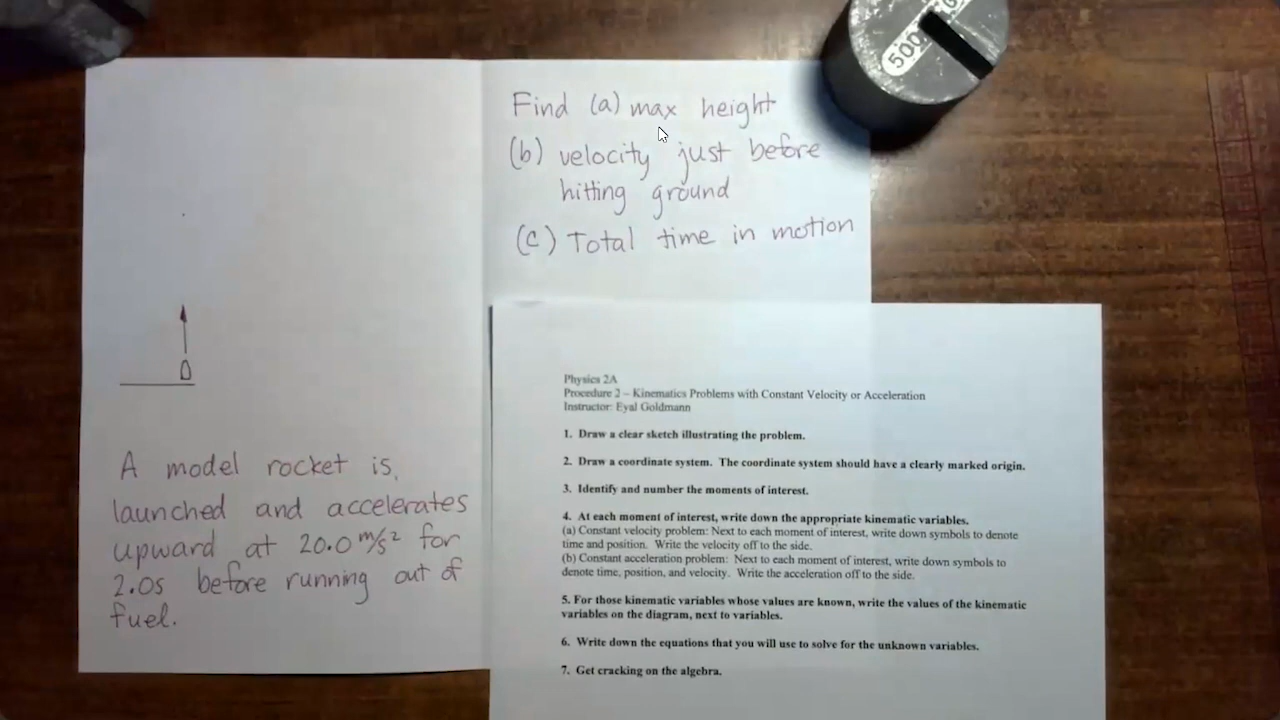 Find (a) max height
(b) velocity just before
hitting ground
(c) Total time in motion
A model rocket is
launched and accelerates
upward at 20.0 m/s² for
2.0s before running out of
fuel.
500
Physics 2A
Procedure 2 – Kinematics Problems with Constant Velocity or Acceleration
Instructor: Eyal Goldmann
1. Draw a clear sketch illustrating the problem.
2. Draw a coordinate system. The coordinate system should have a clearly marked origin.
3. Identify and number the moments of interest.
4. At each moment of interest, write down the appropriate kinematic variables.
(a) Constant velocity problem: Next to each moment of interest, write down symbols to denote
time and position. Write the velocity off to the side.
(b) Constant acceleration problem: Next to each moment of interest, write down symbols to
denote time, position, and velocity. Write the acceleration off to the side.
5. For those kinematic variables whose values are known, write the values of the kinematic
variables on the diagram, next to variables.
6. Write down the equations that you will use to solve for the unknown variables.
7. Get cracking on the algebra.